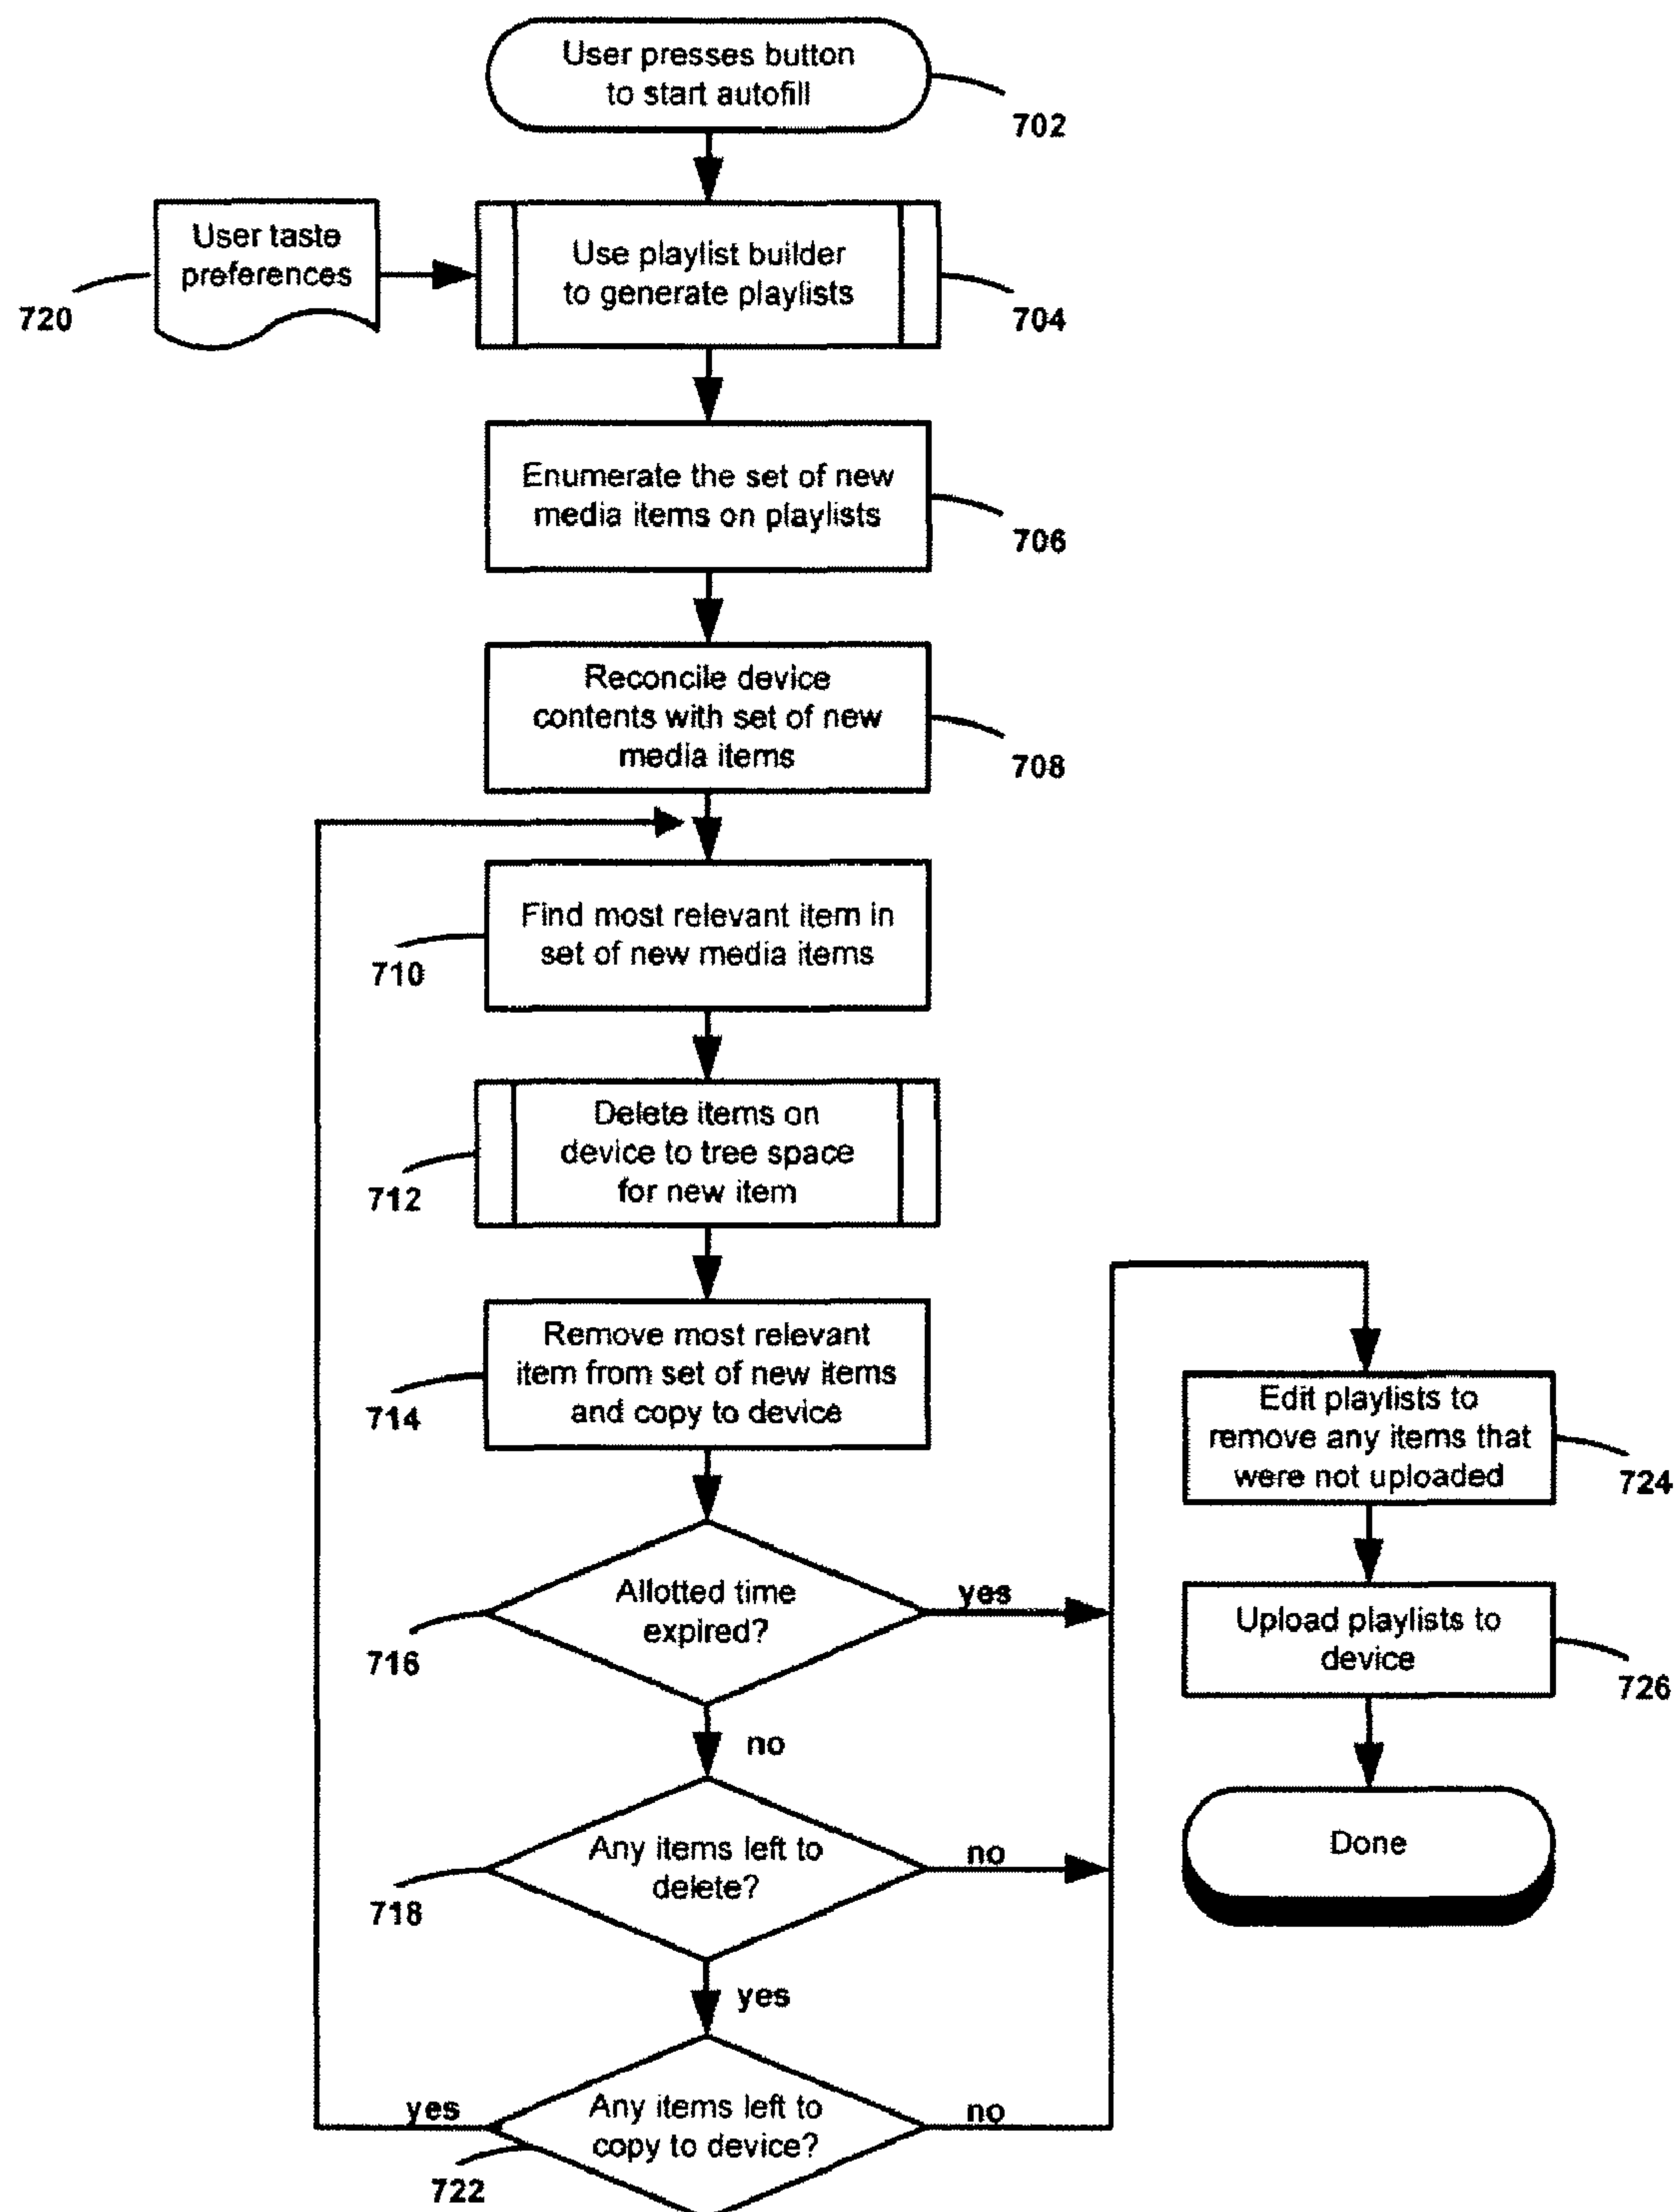 User presses button
to start autofill
702
User taste
preferences
720
Use playlist builder
to generate playlists
704
Enumerate the set of new
media items on playlists
706
Reconcile device
contents with set of new
media items
708
Find most relevant item in
set of new media items
710
Delete items on
device to tree space
for new item
712
Remove most relevant
item from set of new items
and copy to device
714
Allotted time
expired?
716
yes
no
Any items left to
delete?
718
no
yes
Any items left to
copy to device?
722
yes
no
Edit playlists to
remove any items that
were not uploaded
724
Upload playlists to
device
726
Done